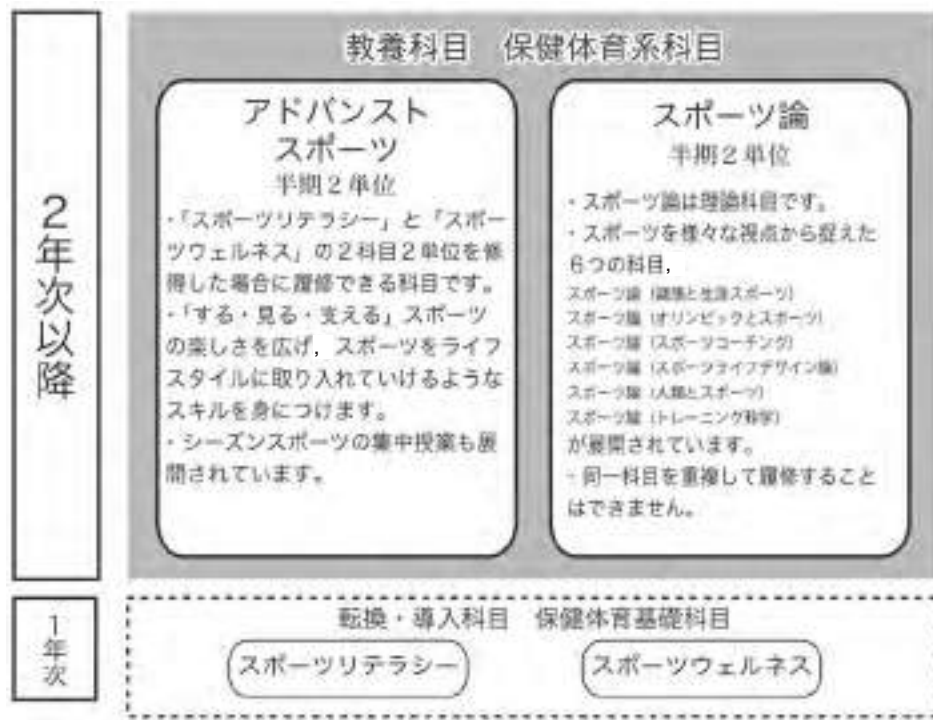 教養科目 保健体育系科目
2年次以降
アドバンスト
スポーツ
半期2単位
・「スポーツリテラシー」と「スポー
ツウェルネス」の2科目2単位を修
得した場合に履修できる科目です。
・「する・見る・支える」スポーツ
の楽しさを広げ，スポーツをライフ
スタイルに取り入れていけるような
スキルを身につけます。
・シーズンスポーツの集中授業も展
開されています。
スポーツ論
半期2単位
・スポーツ論は理論科目です。
・スポーツを様々な視点から捉えた
6つの科目，
スポーツ論（健康と生涯スポーツ）
スポーツ論（オリンピックとスポーツ）
スポーツ論（スポーツコーチング）
スポーツ論（スポーツライフデザイン論）
スポーツ論（人類とスポーツ）
スポーツ論（トレーニング科学）
が展開されています。
・同一科目を重複して履修すること
はできません。
1年次
転換・導入科目 保健体育基礎科目
スポーツリテラシー
スポーツウェルネス